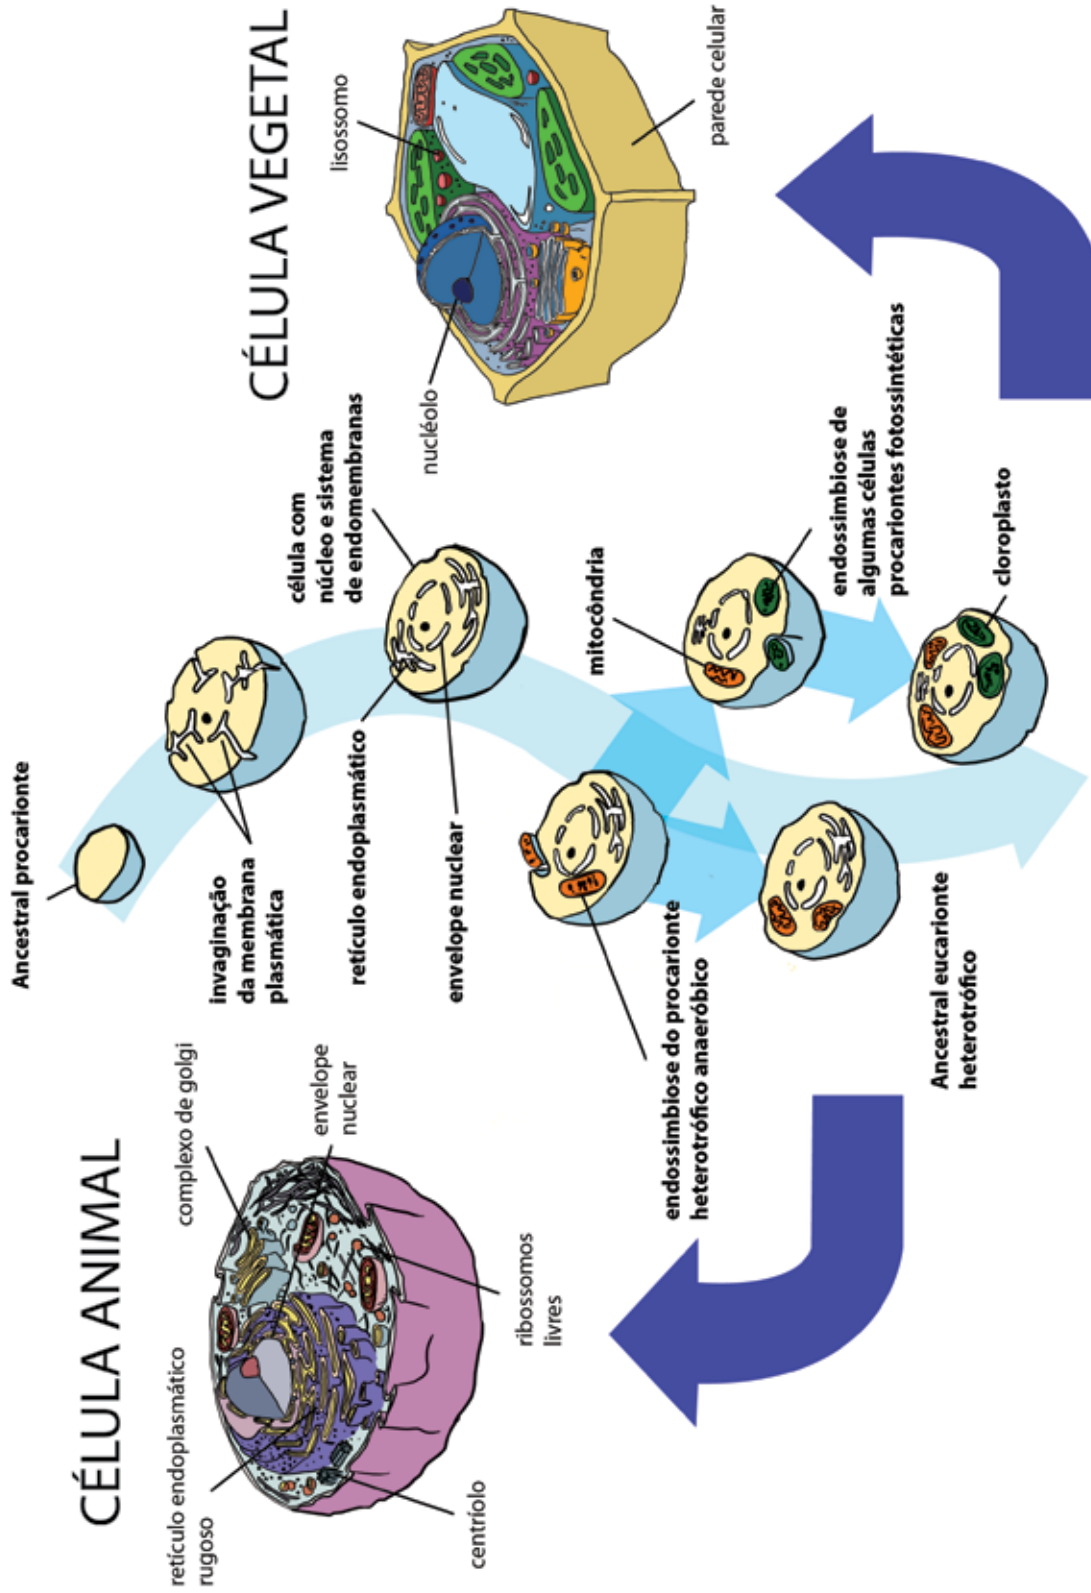 CÉLULA ANIMAL
retículo endoplasmático
rugoso
complexo de golgi
envelope
nuclear
centríolo
ribossomos
livres
Ancestral procarionte
invaginação
da membrana
plasmática
retículo endoplasmático
envelope nuclear
célula com
núcleo e sistema
de endomembranas
endossimbiose do procarionte
heterotrófico anaeróbico
mitocôndria
endossimbiose de
algumas células
procariontes fotossintéticas
cloroplasto
Ancestral eucarionte
heterotrófico
CÉLULA VEGETAL
lisossomo
nucléolo
parede celular